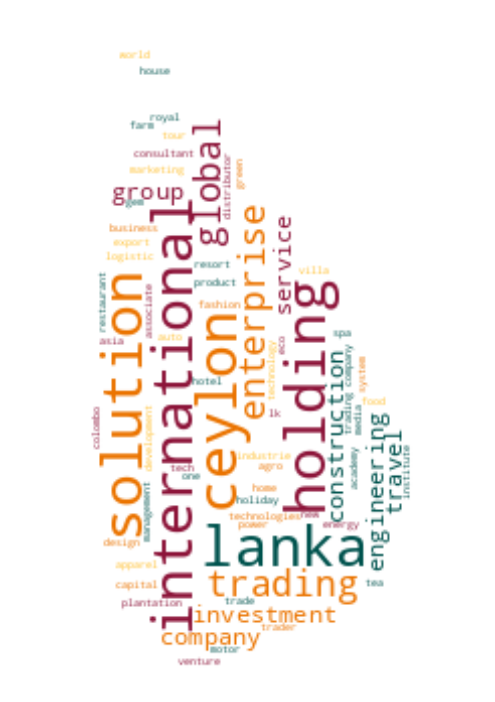 world
house
royal
farm
tour
global
consultant
distributor
green
marketing
group
gem
international
enterprise
service
business
export
logistic
resort
villa
restaurant
solution
associate
product
holding
fashion
ceylon
asia
auto
eco
spa
technology
construction
trading company
system
hotel
food
lk
media
colombo
development
engineering
travel
industrie
tech
agro
academy
institute
one
management
home
holiday
technologies
new
power
energy
lanka
design
apparel
trading
capital
tea
plantation
trade
investment
trader
company
motor
venture